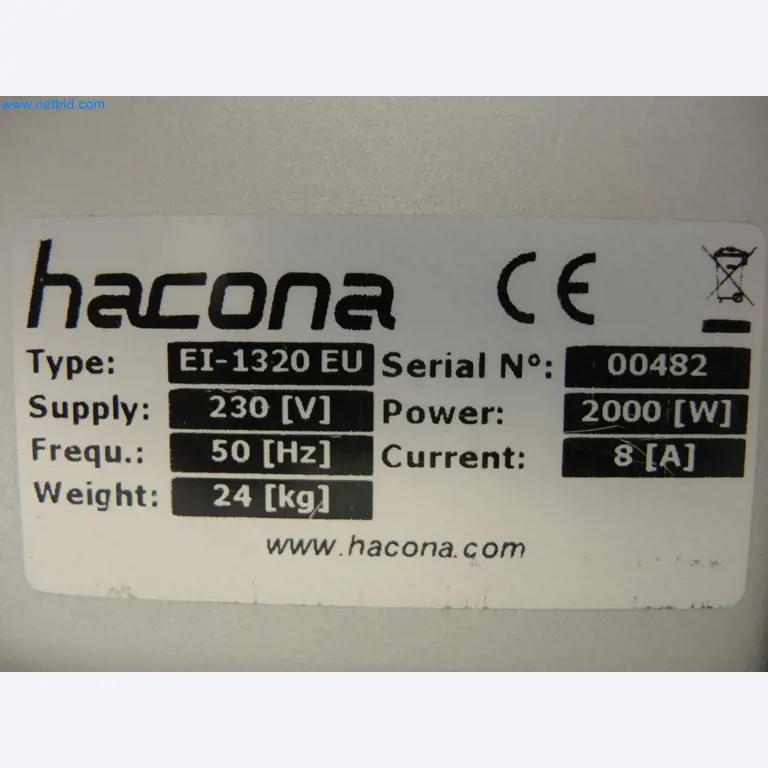 www.netbid.com
hacona CE
Type: EI-1320 EU Serial Nº: 00482
Supply: 230 [V] Power: 2000 [W]
Frequ.: 50 [Hz] Current: 8 [A]
Weight: 24 [kg]
www.hacona.com